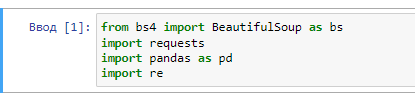 Ввод [1]: from bs4 import BeautifulSoup as bs
import requests
import pandas as pd
import re